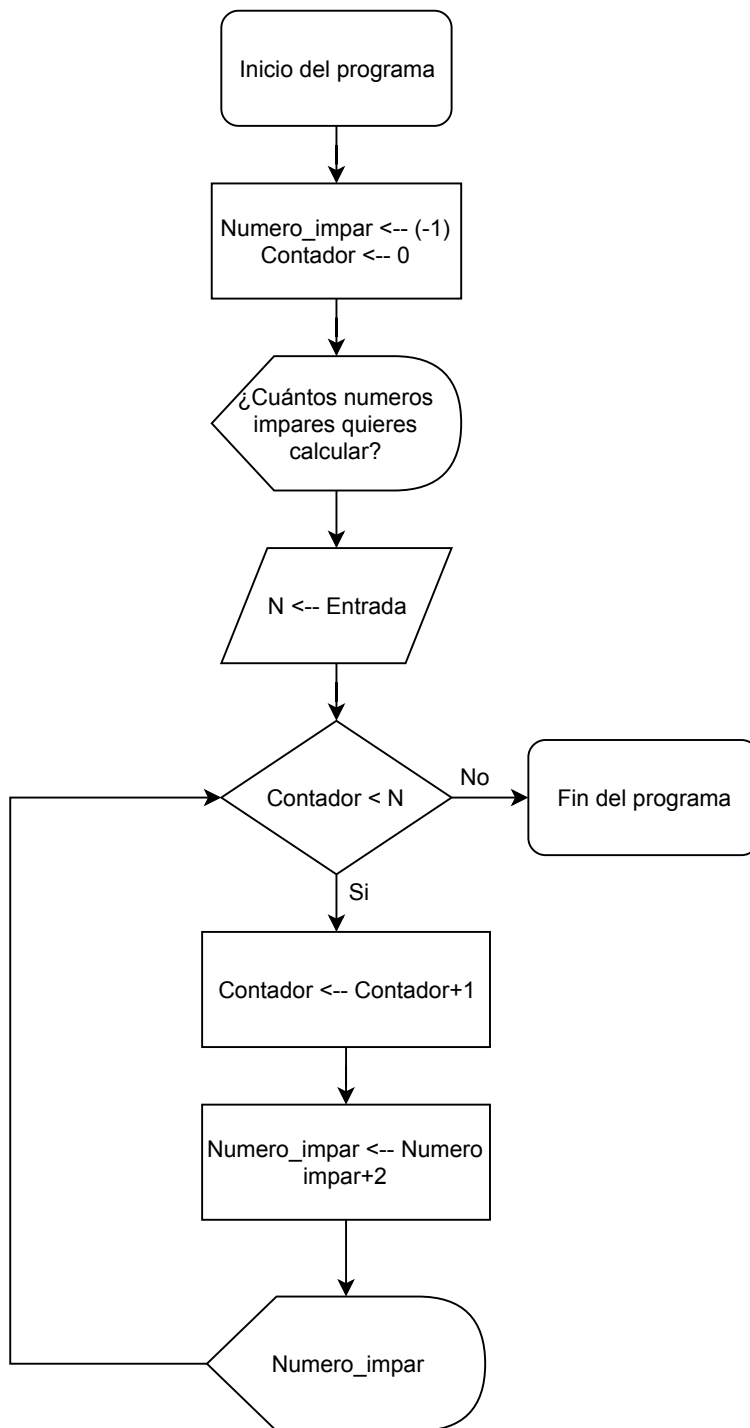 Inicio del programa
Numero_impar <-- (-1)
Contador <-- 0
¿Cuántos numeros
impares quieres
calcular?
N <-- Entrada
Contador < N
No
Fin del programa
Si
Contador <-- Contador+1
Numero_impar <-- Numero
impar+2
Numero_impar